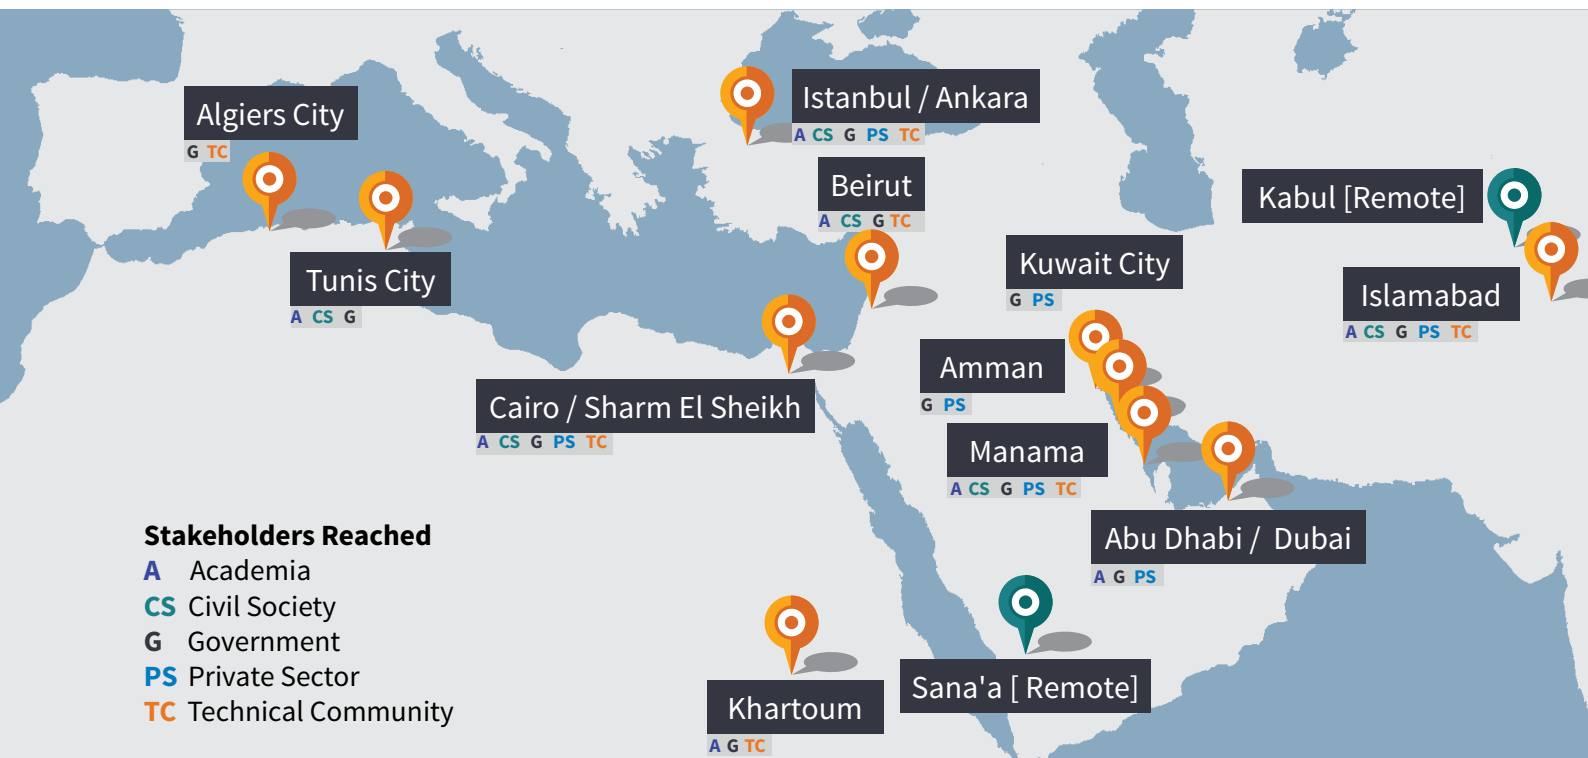 Istanbul / Ankara
A CS G PS TC
Algiers City
G TC
Beirut
A CS G TC
Kabul [Remote]
Kuwait City
G PS
Tunis City
A CS G
Islamabad
A CS G PS TC
Amman
G PS
Cairo / Sharm El Sheikh
A CS G PS TC
Manama
A CS G PS TC
Abu Dhabi / Dubai
A G PS
Stakeholders Reached
A Academia
CS Civil Society
G Government
PS Private Sector
TC Technical Community
Sana'a [ Remote]
Khartoum
A G TC